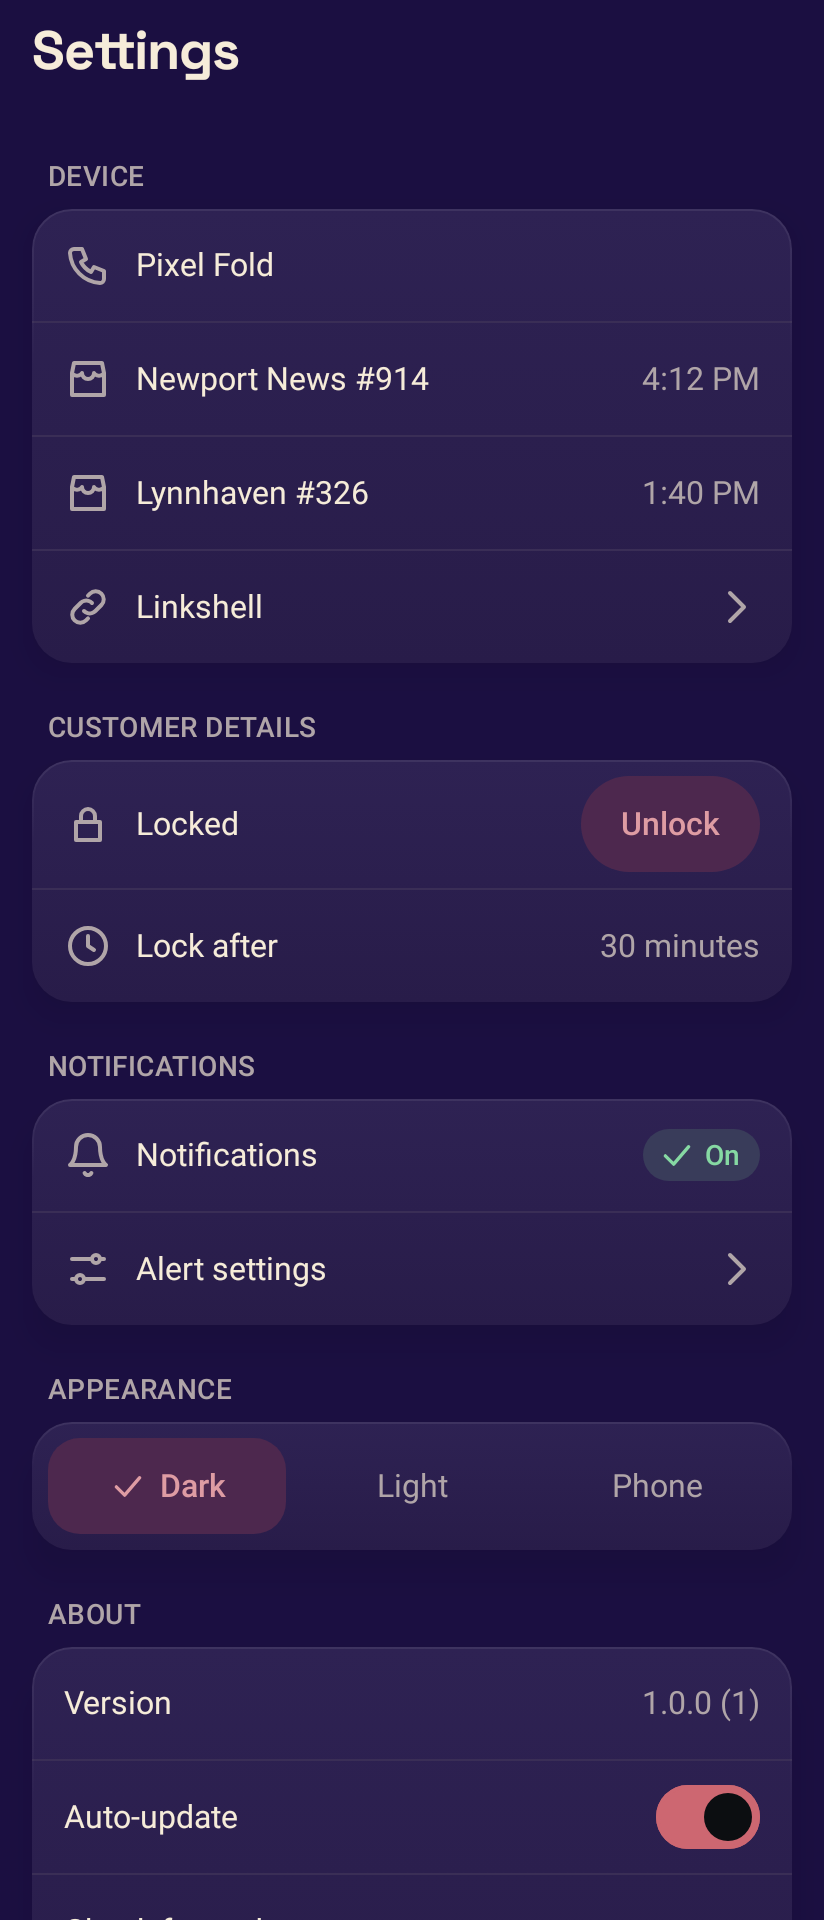 Settings
DEVICE
Pixel Fold
Newport News #914 4:12 PM
Lynnhaven #326 1:40 PM
Linkshell
CUSTOMER DETAILS
Locked Unlock
Lock after 30 minutes
NOTIFICATIONS
Notifications On
Alert settings
APPEARANCE
Dark Light Phone
ABOUT
Version 1.0.0 (1)
Auto-update